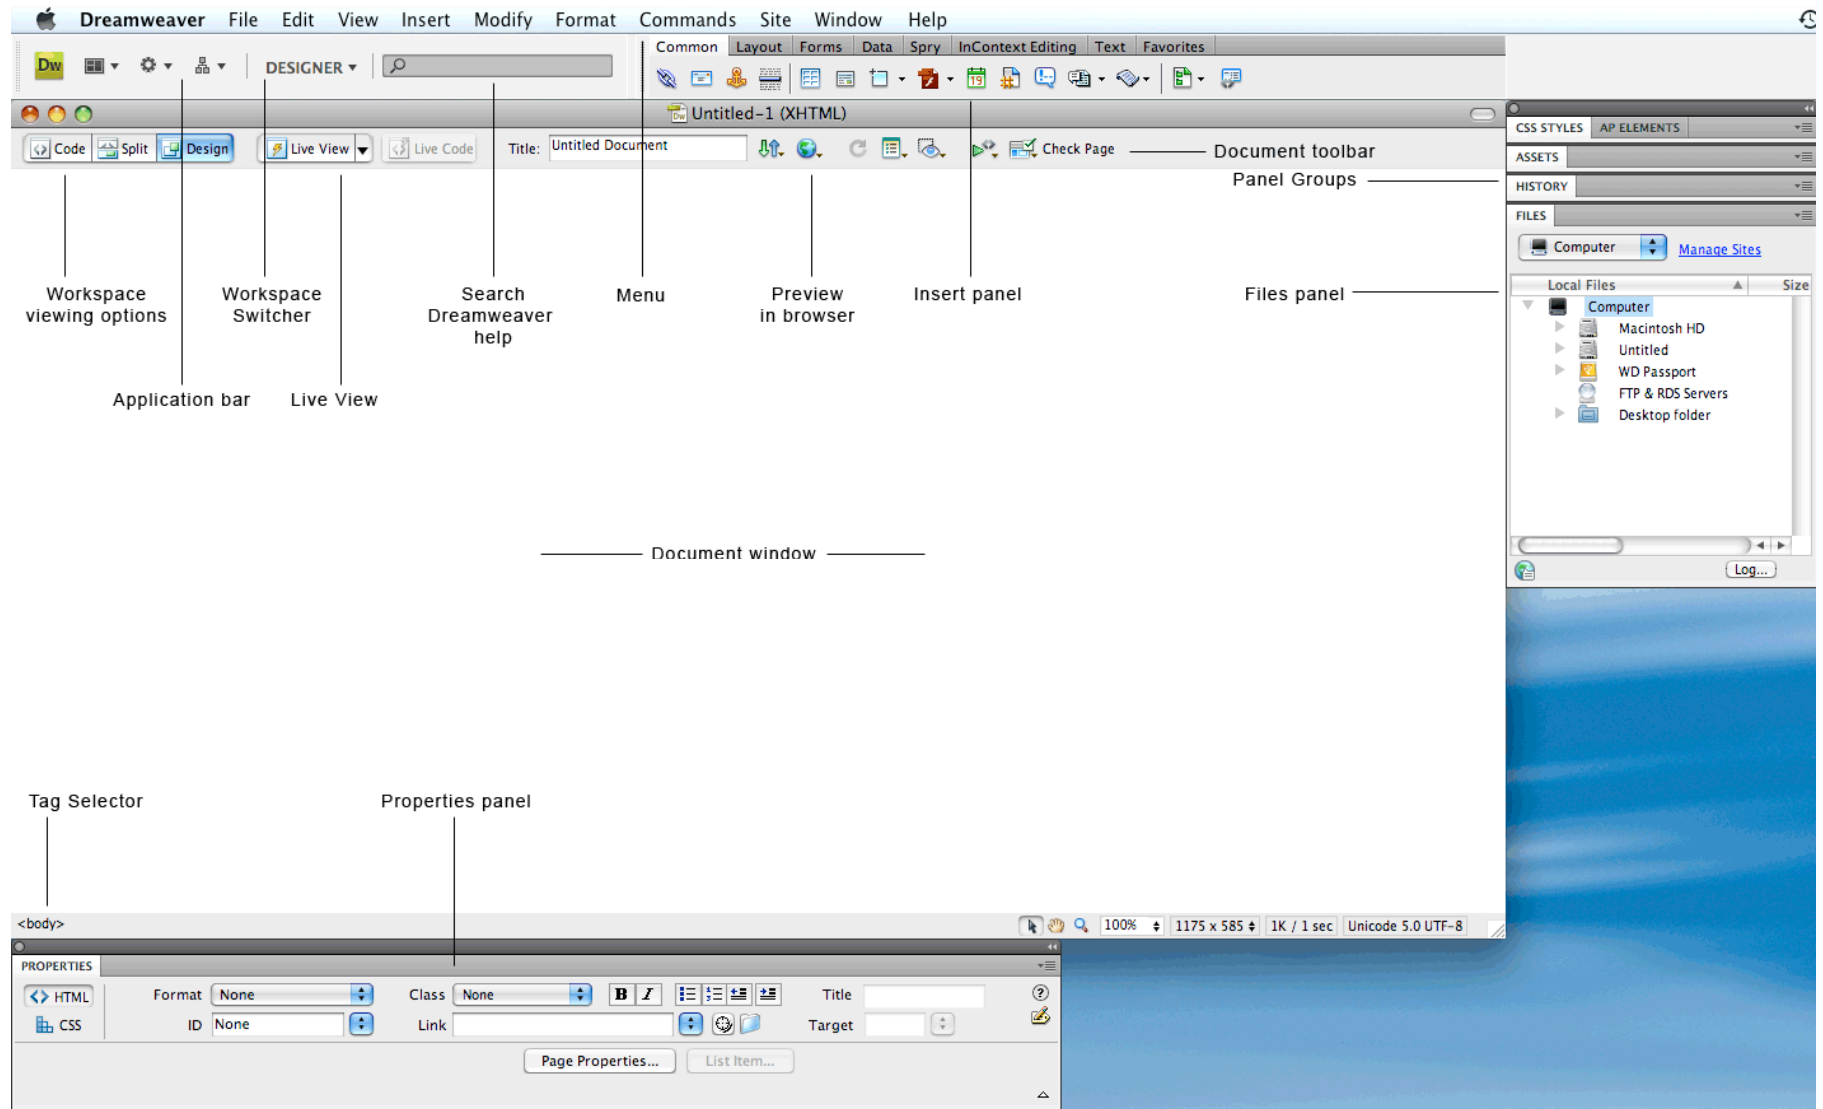 Dreamweaver File Edit View Insert Modify Format Commands Site Window Help
Common Layout Forms Data Spry InContext Editing Text Favorites
Dw DESIGNER
19
Untitled-1 (XHTML)
Code Split Design Live View Live Code Title: Untitled Document Check Page
Document toolbar
Panel Groups
CSS STYLES AP ELEMENTS
ASSETS
HISTORY
FILES
Computer Manage Sites
Local Files Size
Computer
Macintosh HD
Untitled
WD Passport
FTP & RDS Servers
Desktop folder
Log...
Workspace
viewing options
Workspace
Switcher
Search
Dreamweaver
help
Menu
Preview
in browser
Insert panel
Files panel
Application bar
Live View
Document window
Tag Selector
Properties panel
<body> 100% 1175 x 585 1K / 1 sec Unicode 5.0 UTF-8
PROPERTIES
HTML Format None Class None B I Title
CSS ID None Link Target
Page Properties... List Item...